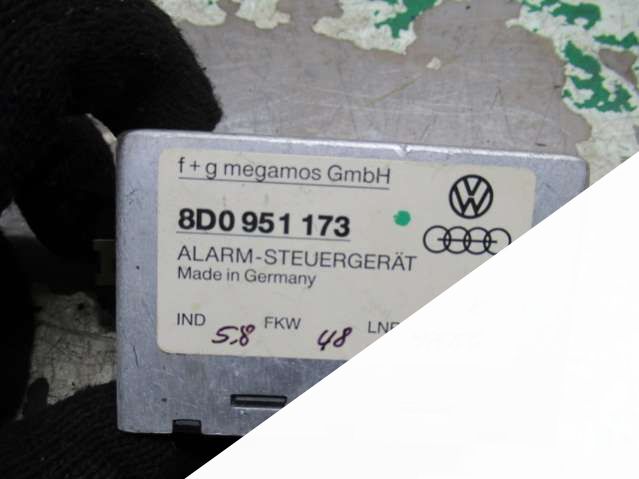 f+g megamos GmbH
8D0 951 173
ALARM-STEUERGERÄT
Made in Germany
IND 5.8 FKW 48